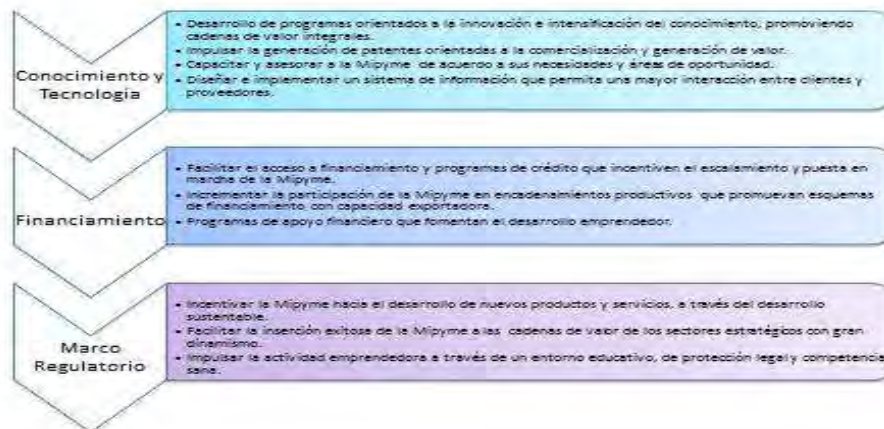 Conocimiento y
Tecnología
• Desarrollo de programas orientados a la innovación e intensificación del conocimiento, promoviendo
cadenas de valor integrales.
• Impulsar la generación de patentes orientadas a la comercialización y generación de valor.
• Capacitar y asesorar a la Mipyme de acuerdo a sus necesidades y áreas de oportunidad.
• Diseñar e implementar un sistema de información que permita una mayor interacción entre clientes y
proveedores.
Financiamiento
• Facilitar el acceso a financiamiento y programas de crédito que incentiven el escalamiento y puesta en
marcha de la Mipyme.
• Incrementar la participación de la Mipyme en encadenamientos productivos que promuevan esquemas
de financiamiento con capacidad exportadora.
• Programas de apoyo financiero que fomentan el desarrollo emprendedor.
Marco
Regulatorio
• Incentivar la Mipyme hacia el desarrollo de nuevos productos y servicios, a través del desarrollo
sustentable.
• Facilitar la inserción exitosa de la Mipyme a las cadenas de valor de los sectores estratégicos con gran
dinamismo.
• Impulsar la actividad emprendedora a través de un entorno educativo, de protección legal y competencia
sana.